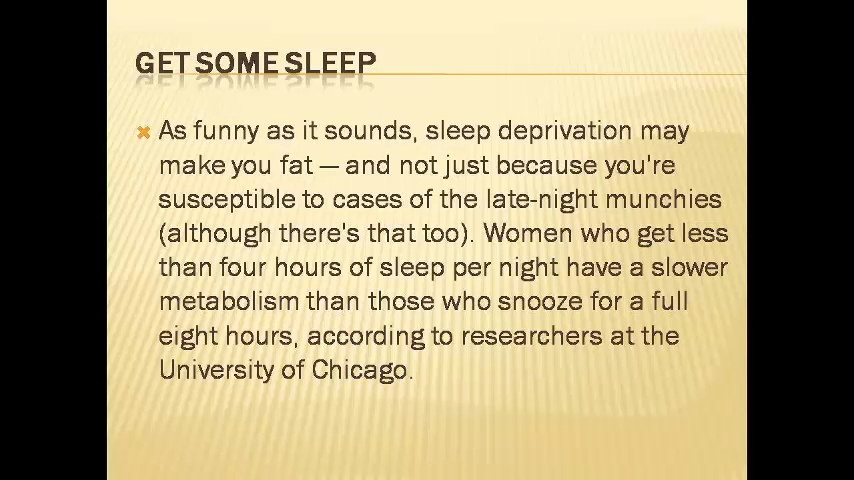 GET SOME SLEEP
As funny as it sounds, sleep deprivation may
make you fat — and not just because you're
susceptible to cases of the late-night munchies
(although there's that too). Women who get less
than four hours of sleep per night have a slower
metabolism than those who snooze for a full
eight hours, according to researchers at the
University of Chicago.